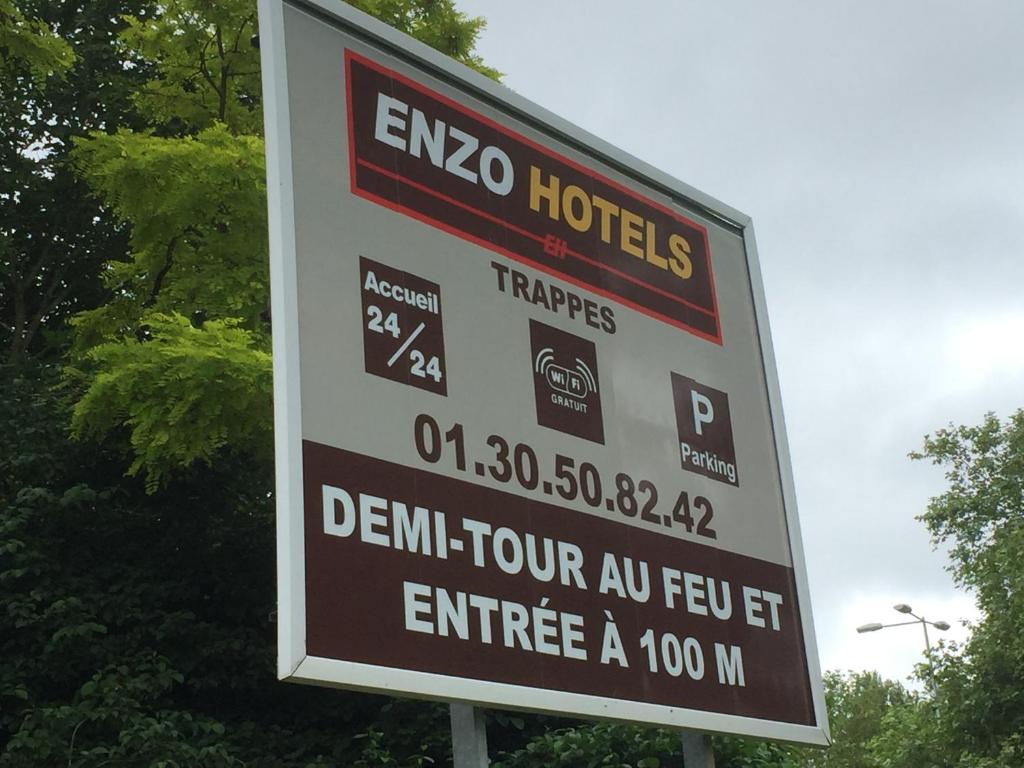 ENZO HOTELS
EH
TRAPPES
Accueil
24/24
Wi Fi
GRATUIT
P
Parking
01.30.50.82.42
DEMI-TOUR AU FEU ET
ENTRÉE À 100 M